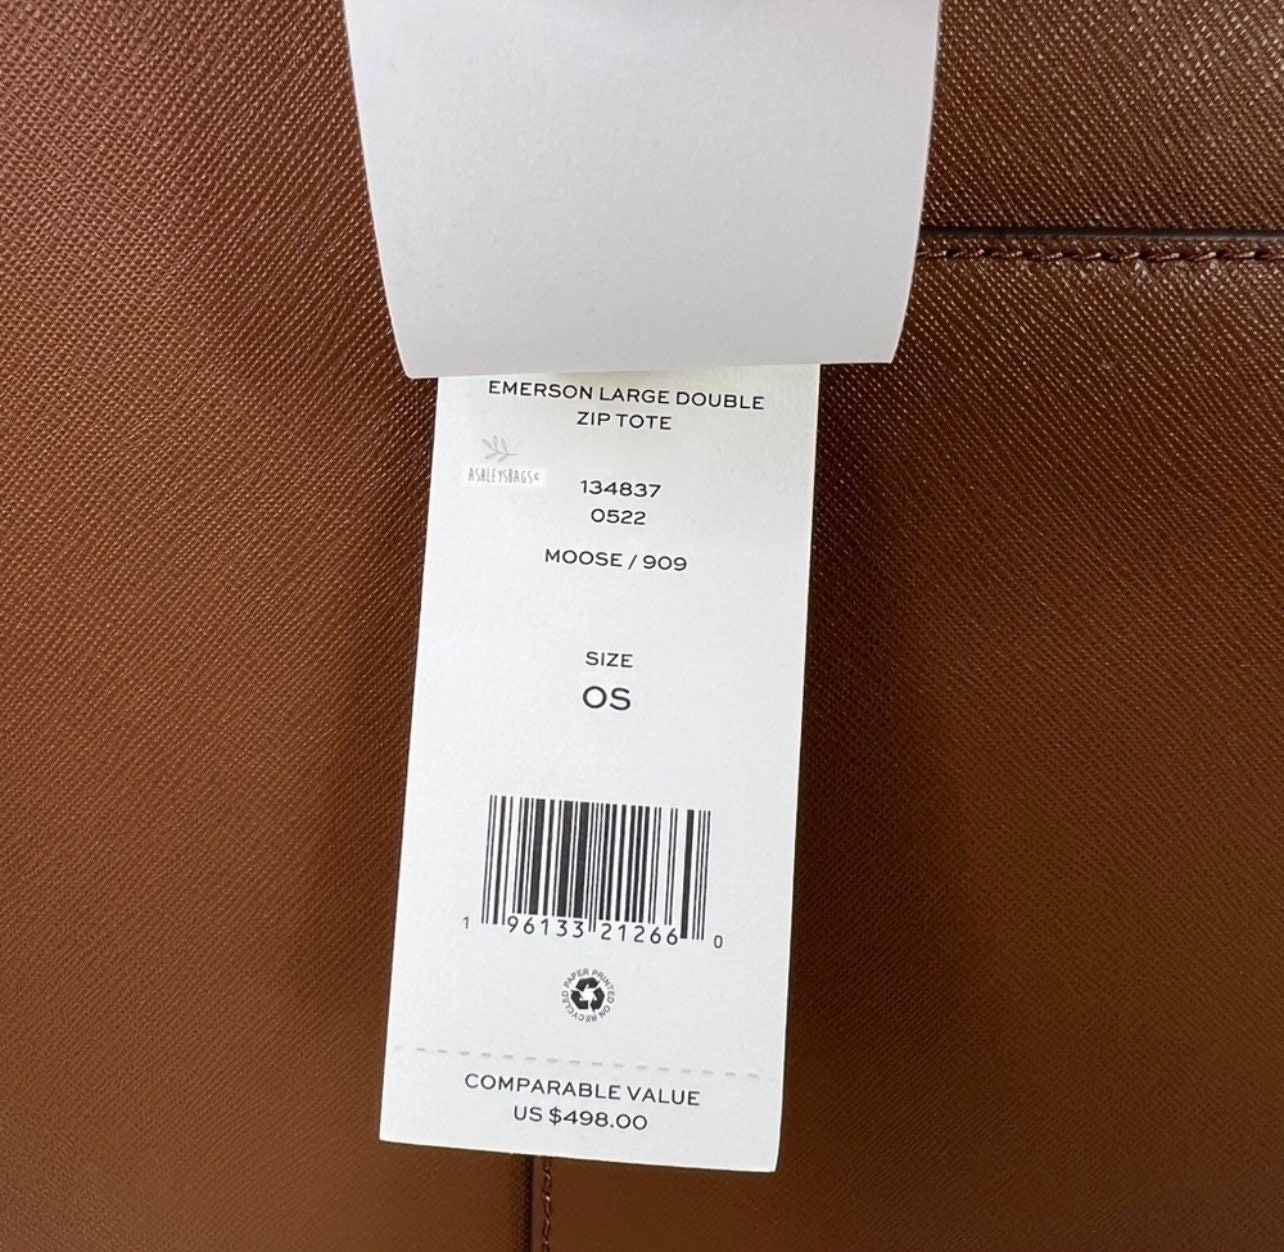 EMERSON LARGE DOUBLE
ZIP TOTE
ASHLEYSBAGS©
134837
0522
MOOSE / 909
SIZE
OS
1 96133 21266 0
RECYCLED PAPER PRINTED ON
COMPARABLE VALUE
US $498.00